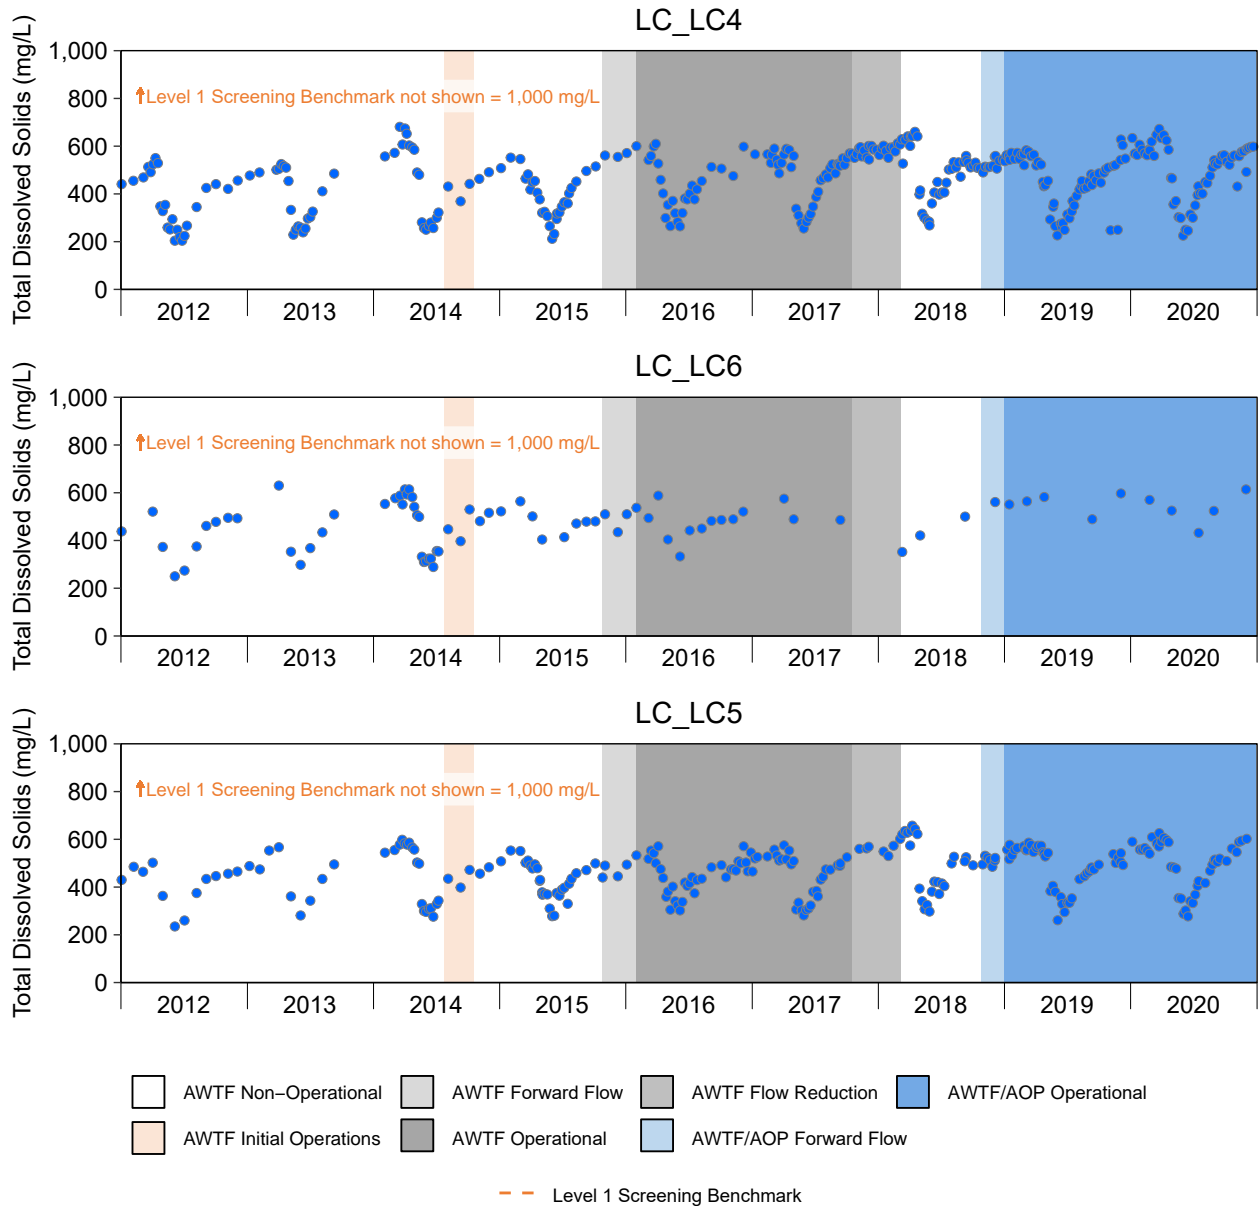 LC_LC4
Total Dissolved Solids (mg/L)
1,000
800
600
400
200
0
Level 1 Screening Benchmark not shown = 1,000 mg/L
2012 2013 2014 2015 2016 2017 2018 2019 2020
LC_LC6
Total Dissolved Solids (mg/L)
1,000
800
600
400
200
0
Level 1 Screening Benchmark not shown = 1,000 mg/L
2012 2013 2014 2015 2016 2017 2018 2019 2020
LC_LC5
Total Dissolved Solids (mg/L)
1,000
800
600
400
200
0
Level 1 Screening Benchmark not shown = 1,000 mg/L
2012 2013 2014 2015 2016 2017 2018 2019 2020
AWTF Non−Operational AWTF Forward Flow AWTF Flow Reduction AWTF/AOP Operational
AWTF Initial Operations AWTF Operational AWTF/AOP Forward Flow
Level 1 Screening Benchmark